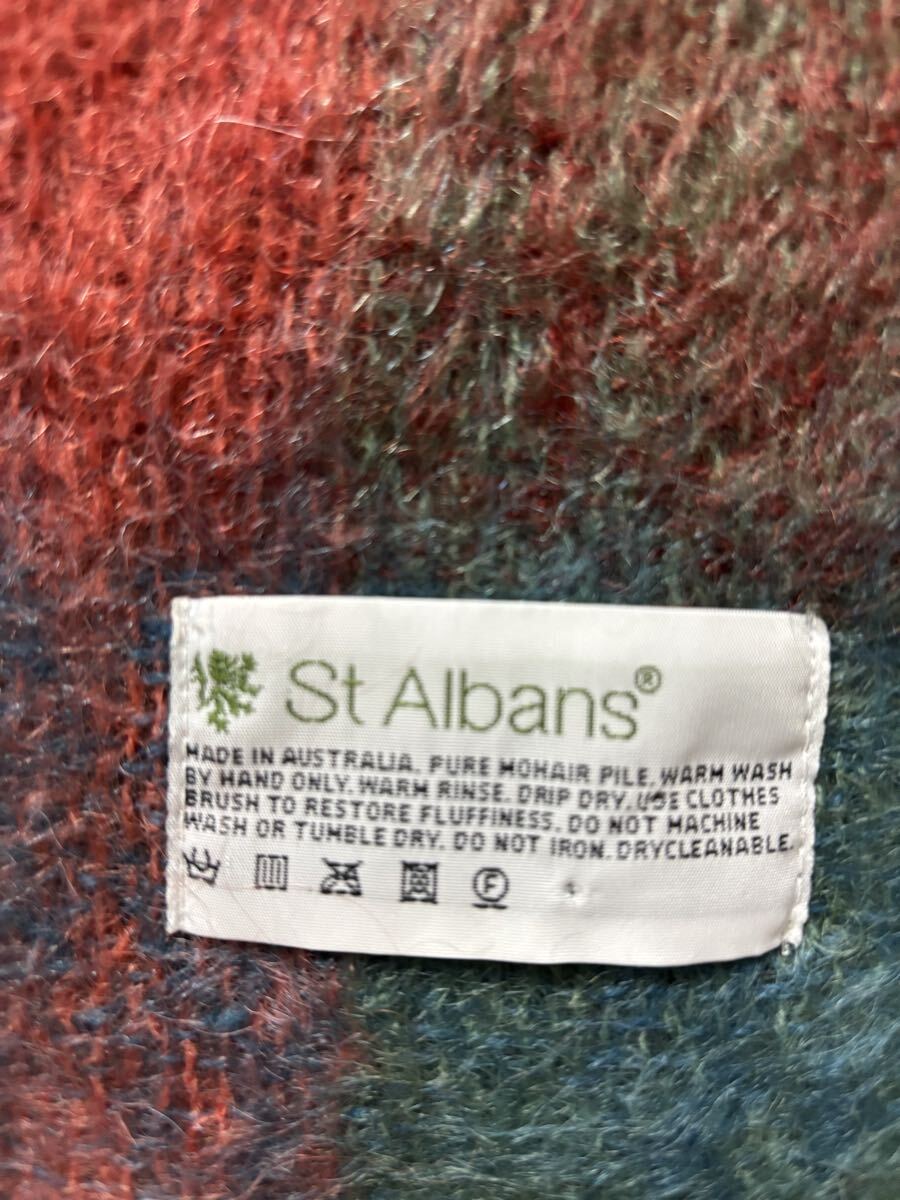 St Albans®
MADE IN AUSTRALIA. PURE MOHAIR PILE. WARM WASH
BY HAND ONLY. WARM RINSE. DRIP DRY. USE CLOTHES
BRUSH TO RESTORE FLUFFINESS. DO NOT MACHINE
WASH OR TUMBLE DRY. DO NOT IRON. DRYCLEANABLE.
F